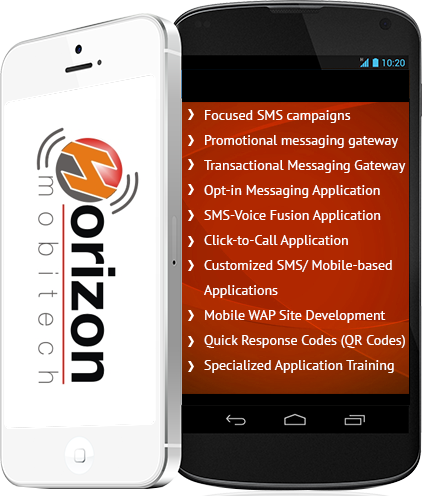 Horizon
mobitech
10:20
❯ Focused SMS campaigns
❯ Promotional messaging gateway
❯ Transactional Messaging Gateway
❯ Opt-in Messaging Application
❯ SMS-Voice Fusion Application
❯ Click-to-Call Application
❯ Customized SMS/ Mobile-based
Applications
❯ Mobile WAP Site Development
❯ Quick Response Codes (QR Codes)
❯ Specialized Application Training